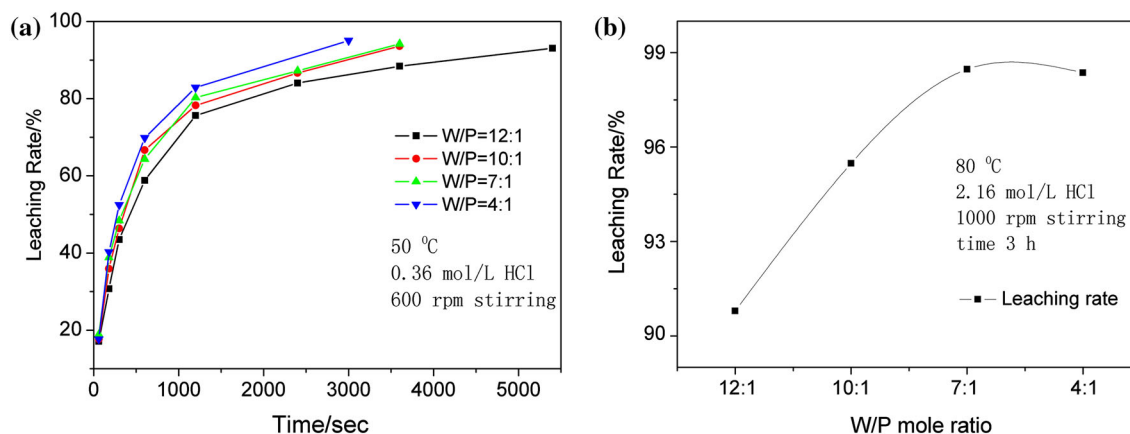 (a)
100
80
60
40
20
Leaching Rate/%
W/P=12:1
W/P=10:1
W/P=7:1
W/P=4:1
50 ⁰C
0.36 mol/L HCl
600 rpm stirring
0 1000 2000 3000 4000 5000
Time/sec
(b)
99
96
93
90
Leaching Rate/%
80 ⁰C
2.16 mol/L HCl
1000 rpm stirring
time 3 h
Leaching rate
12:1 10:1 7:1 4:1
W/P mole ratio